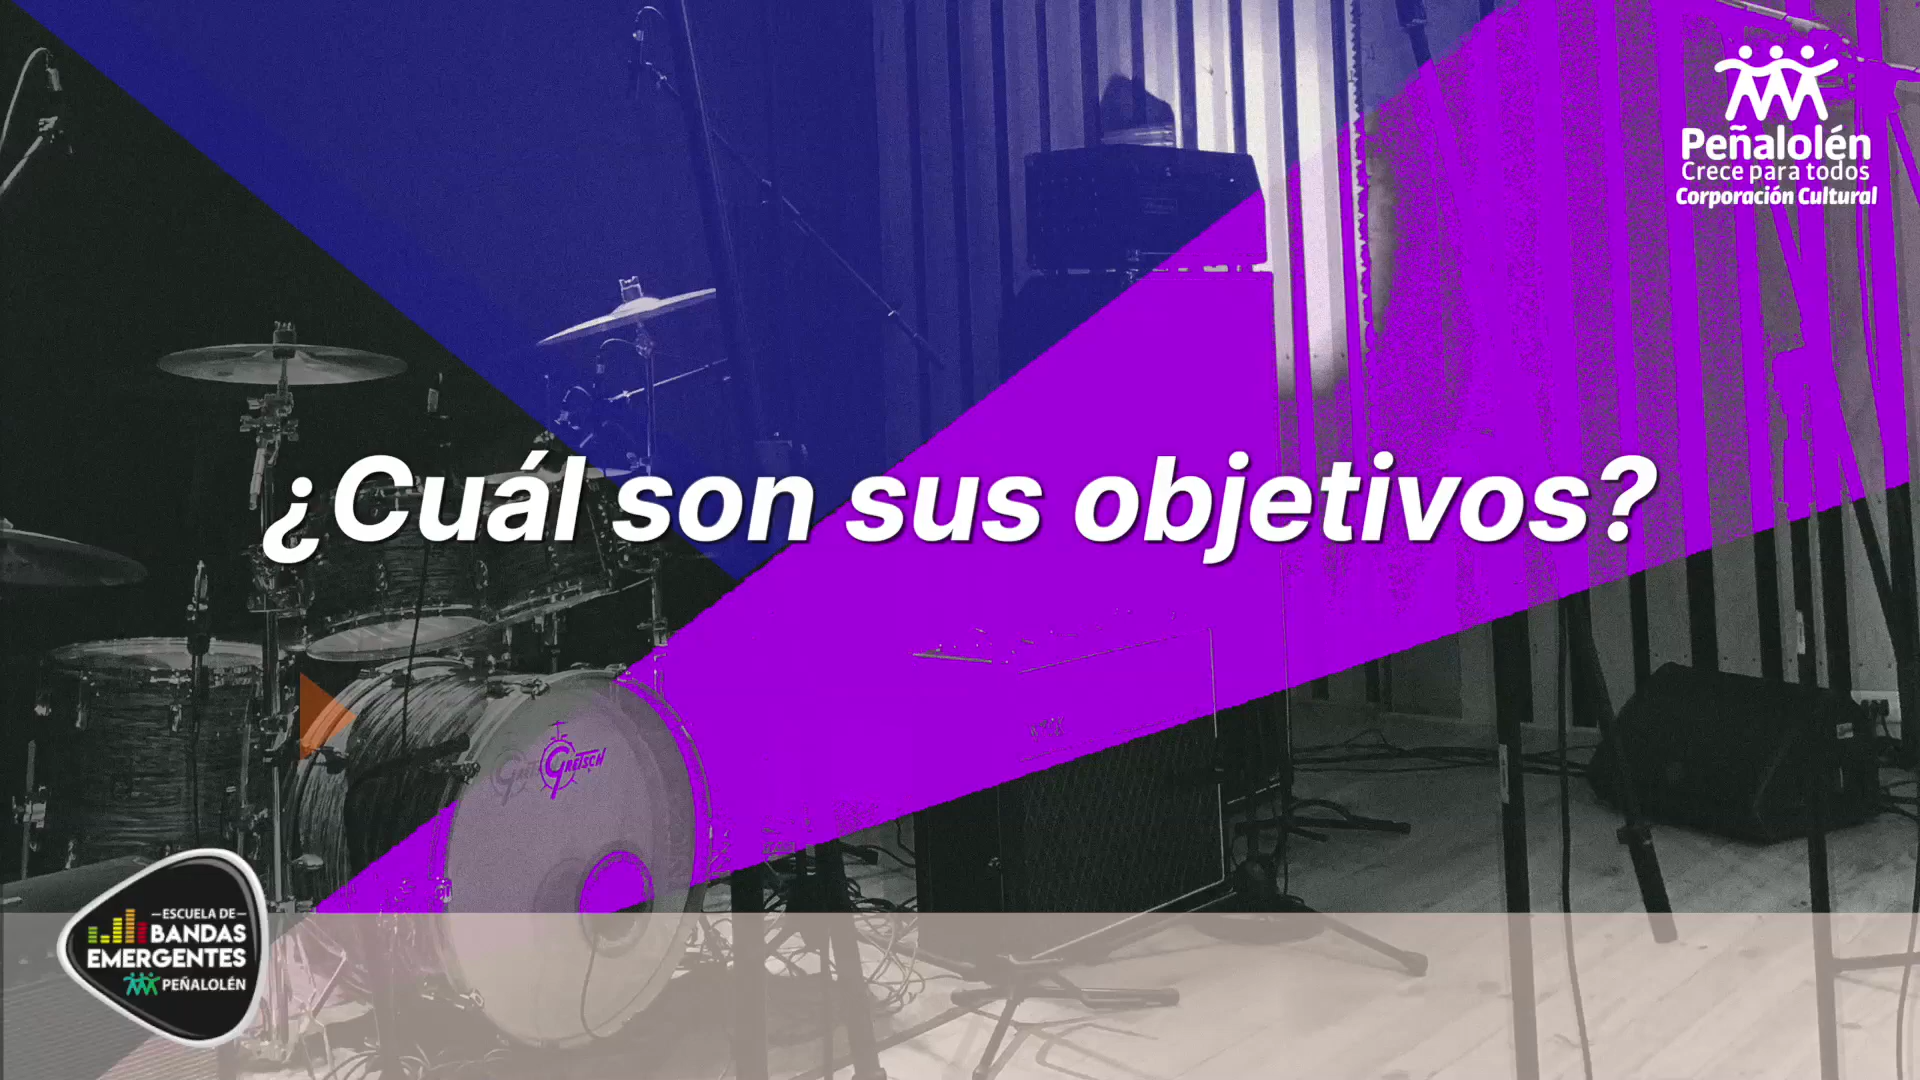 Peñalolén
Crece para todos
Corporación Cultural
¿Cuál son sus objetivos?
GRETSCH
ESCUELA DE
BANDAS
EMERGENTES
PEÑALOLÉN